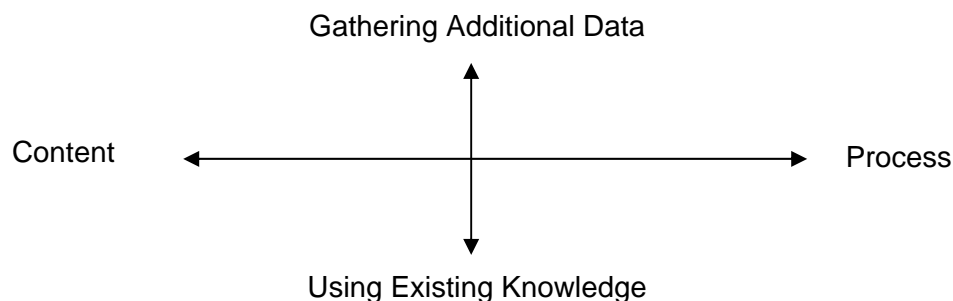 Gathering Additional Data
Content
Process
Using Existing Knowledge